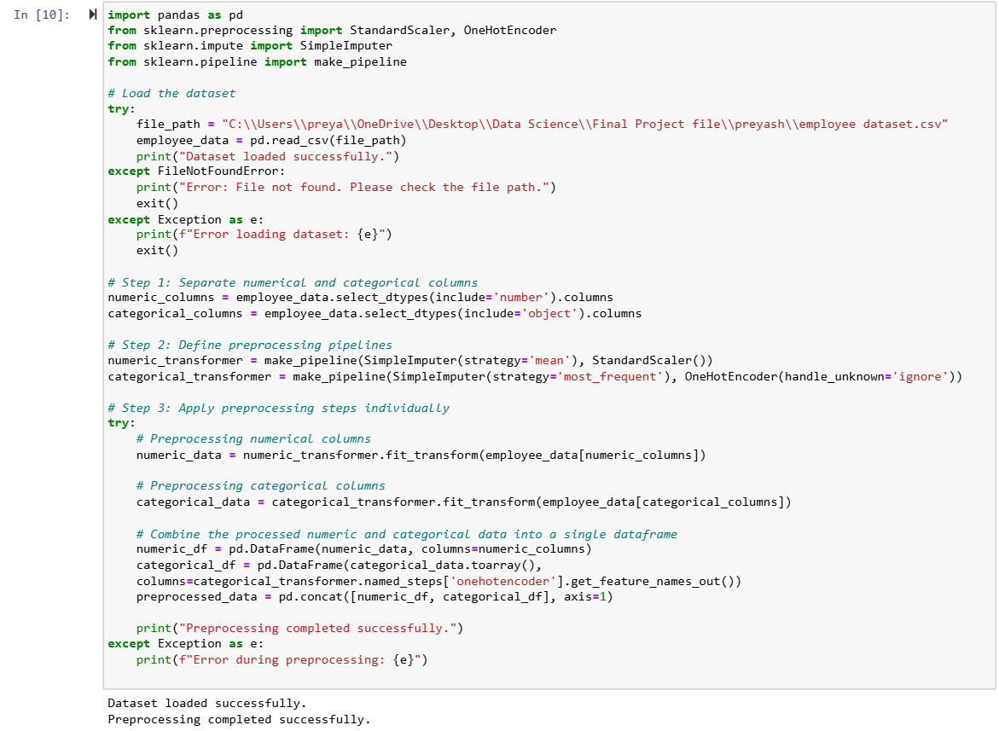 In [10]:
import pandas as pd
from sklearn.preprocessing import StandardScaler, OneHotEncoder
from sklearn.impute import SimpleImputer
from sklearn.pipeline import make_pipeline

# Load the dataset
try:
    file_path = "C:\\Users\\preya\\OneDrive\\Desktop\\Data Science\\Final Project file\\preyash\\employee dataset.csv"
    employee_data = pd.read_csv(file_path)
    print("Dataset loaded successfully.")
except FileNotFoundError:
    print("Error: File not found. Please check the file path.")
    exit()
except Exception as e:
    print(f"Error loading dataset: {e}")
    exit()

# Step 1: Separate numerical and categorical columns
numeric_columns = employee_data.select_dtypes(include='number').columns
categorical_columns = employee_data.select_dtypes(include='object').columns

# Step 2: Define preprocessing pipelines
numeric_transformer = make_pipeline(SimpleImputer(strategy='mean'), StandardScaler())
categorical_transformer = make_pipeline(SimpleImputer(strategy='most_frequent'), OneHotEncoder(handle_unknown='ignore'))

# Step 3: Apply preprocessing steps individually
try:
    # Preprocessing numerical columns
    numeric_data = numeric_transformer.fit_transform(employee_data[numeric_columns])

    # Preprocessing categorical columns
    categorical_data = categorical_transformer.fit_transform(employee_data[categorical_columns])

    # Combine the processed numeric and categorical data into a single dataframe
    numeric_df = pd.DataFrame(numeric_data, columns=numeric_columns)
    categorical_df = pd.DataFrame(categorical_data.toarray(),
    columns=categorical_transformer.named_steps['onehotencoder'].get_feature_names_out())
    preprocessed_data = pd.concat([numeric_df, categorical_df], axis=1)

    print("Preprocessing completed successfully.")
except Exception as e:
    print(f"Error during preprocessing: {e}")

Dataset loaded successfully.
Preprocessing completed successfully.